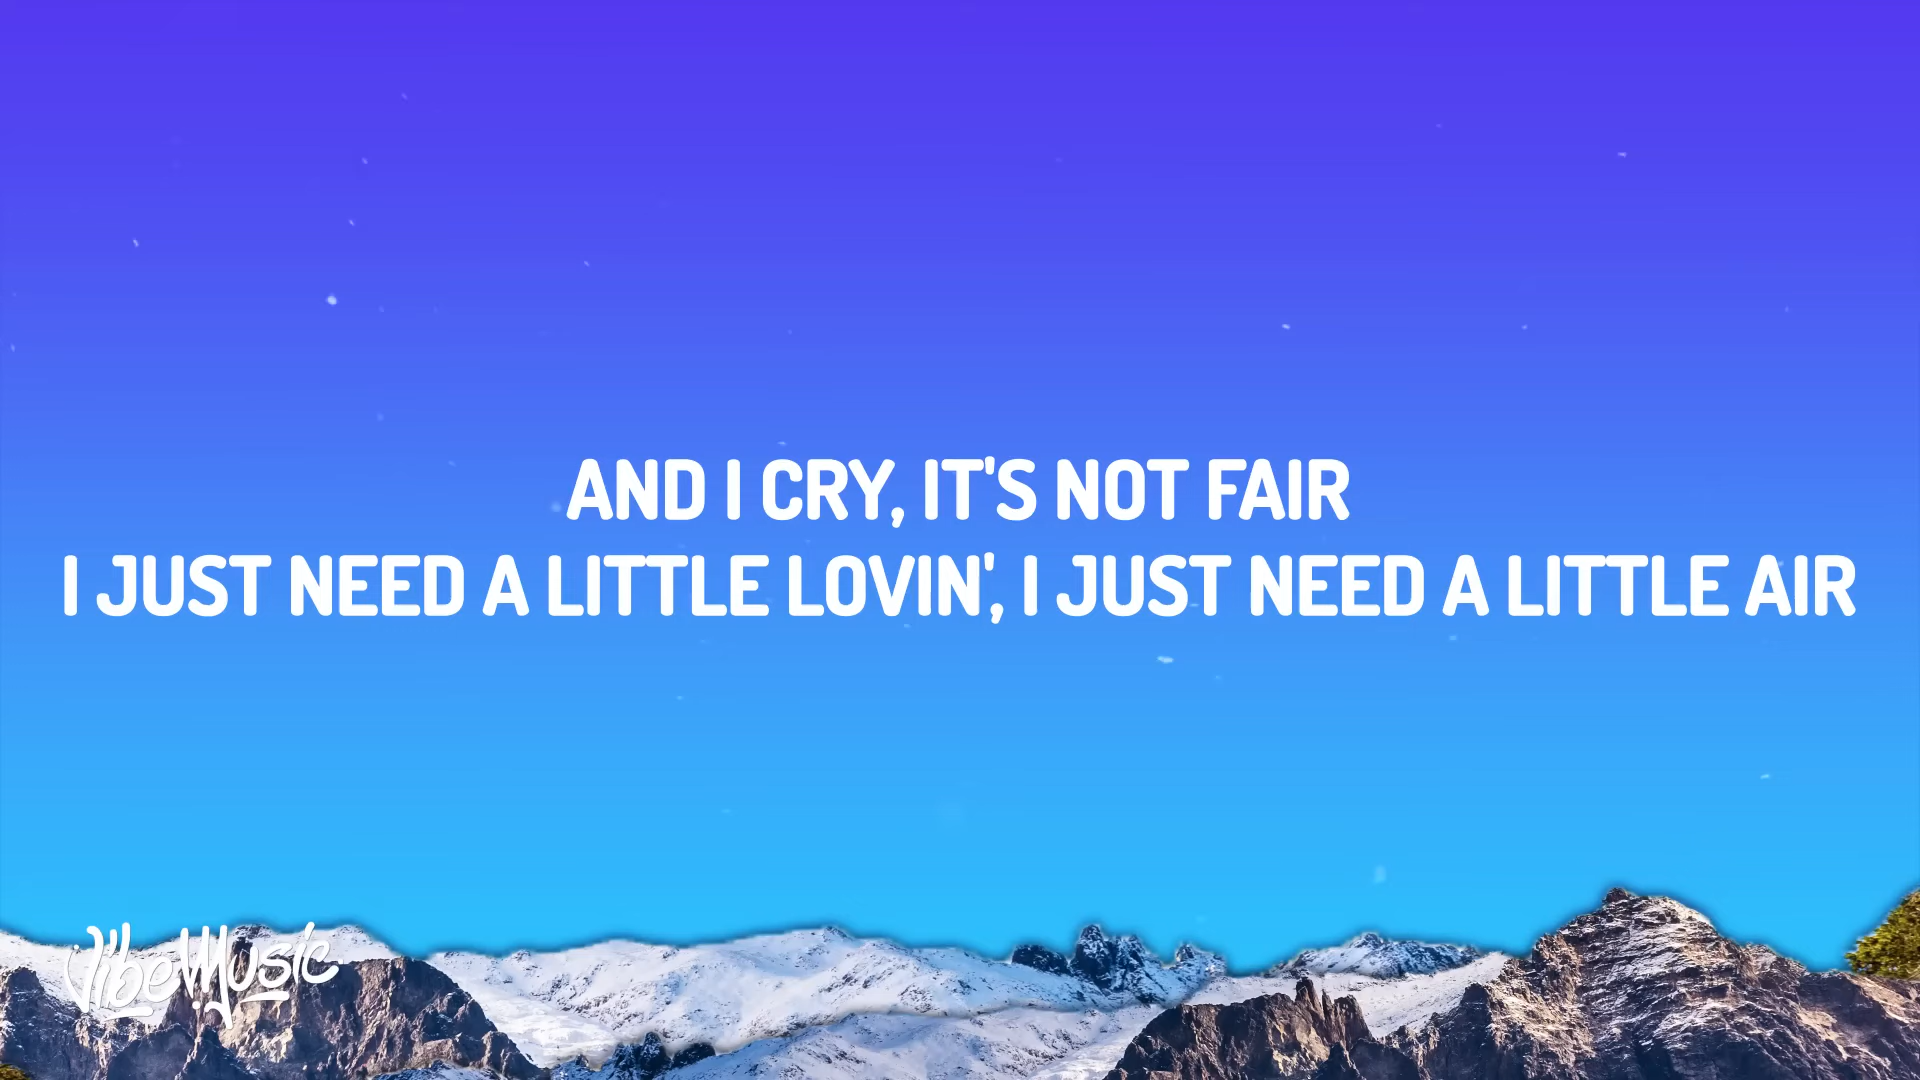 AND I CRY, IT'S NOT FAIR
I JUST NEED A LITTLE LOVIN', I JUST NEED A LITTLE AIR
VibeMusic